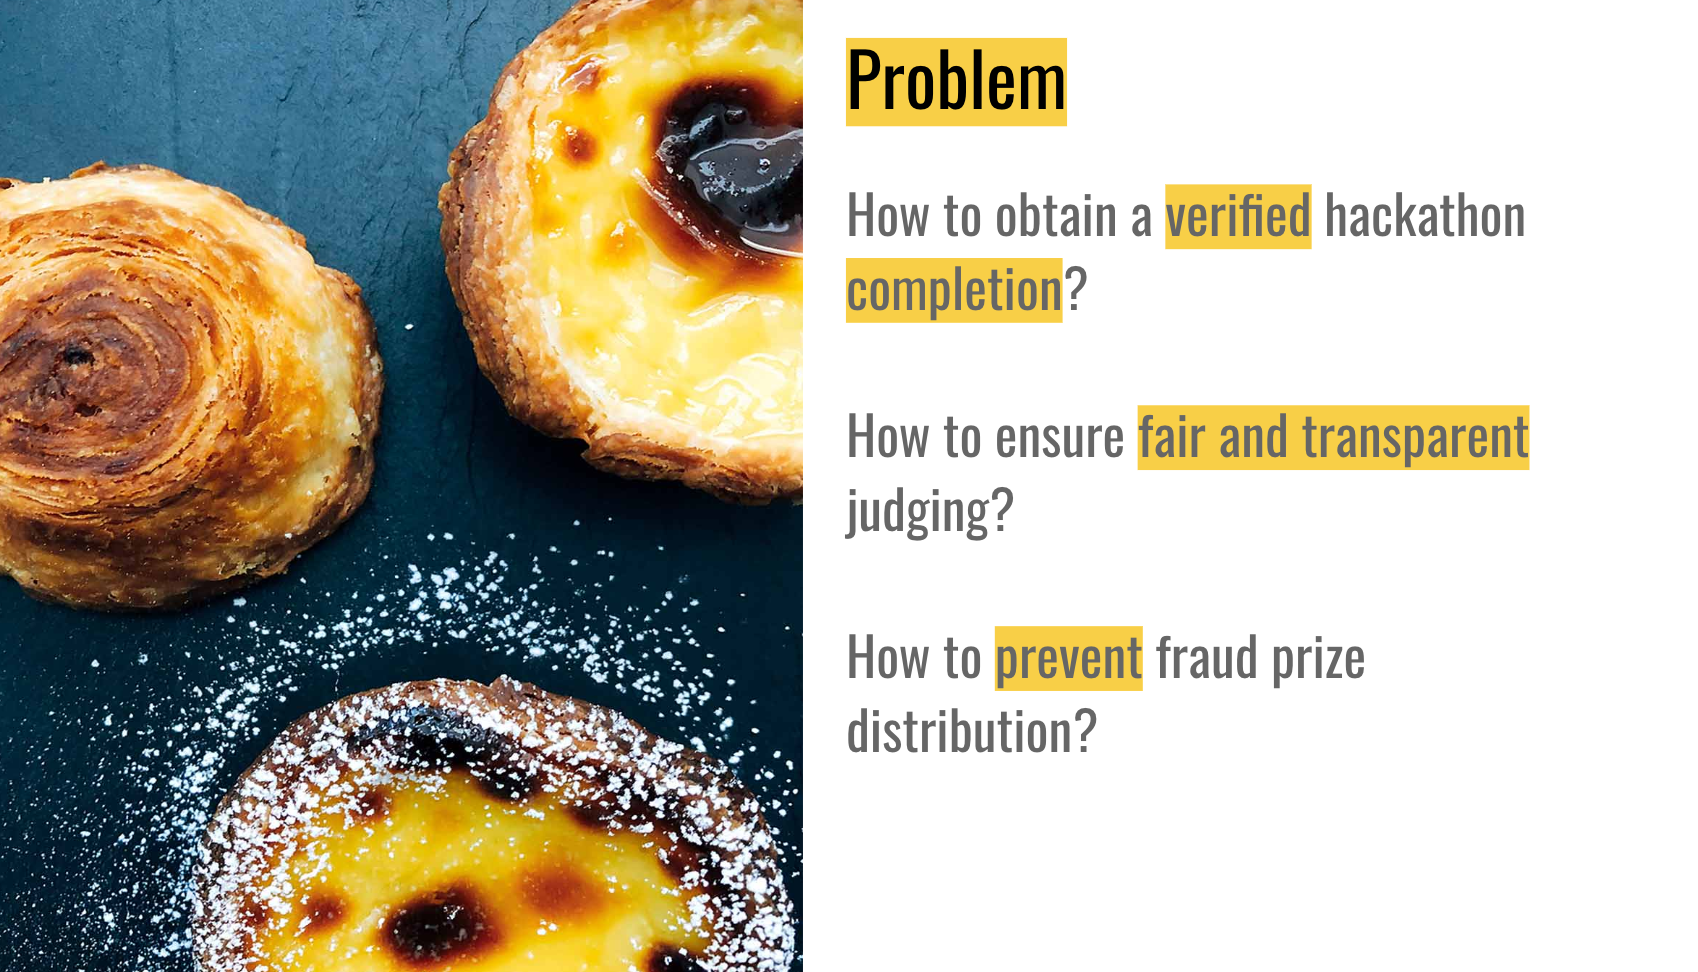 Problem
How to obtain a verified hackathon
completion?
How to ensure fair and transparent
judging?
How to prevent fraud prize
distribution?